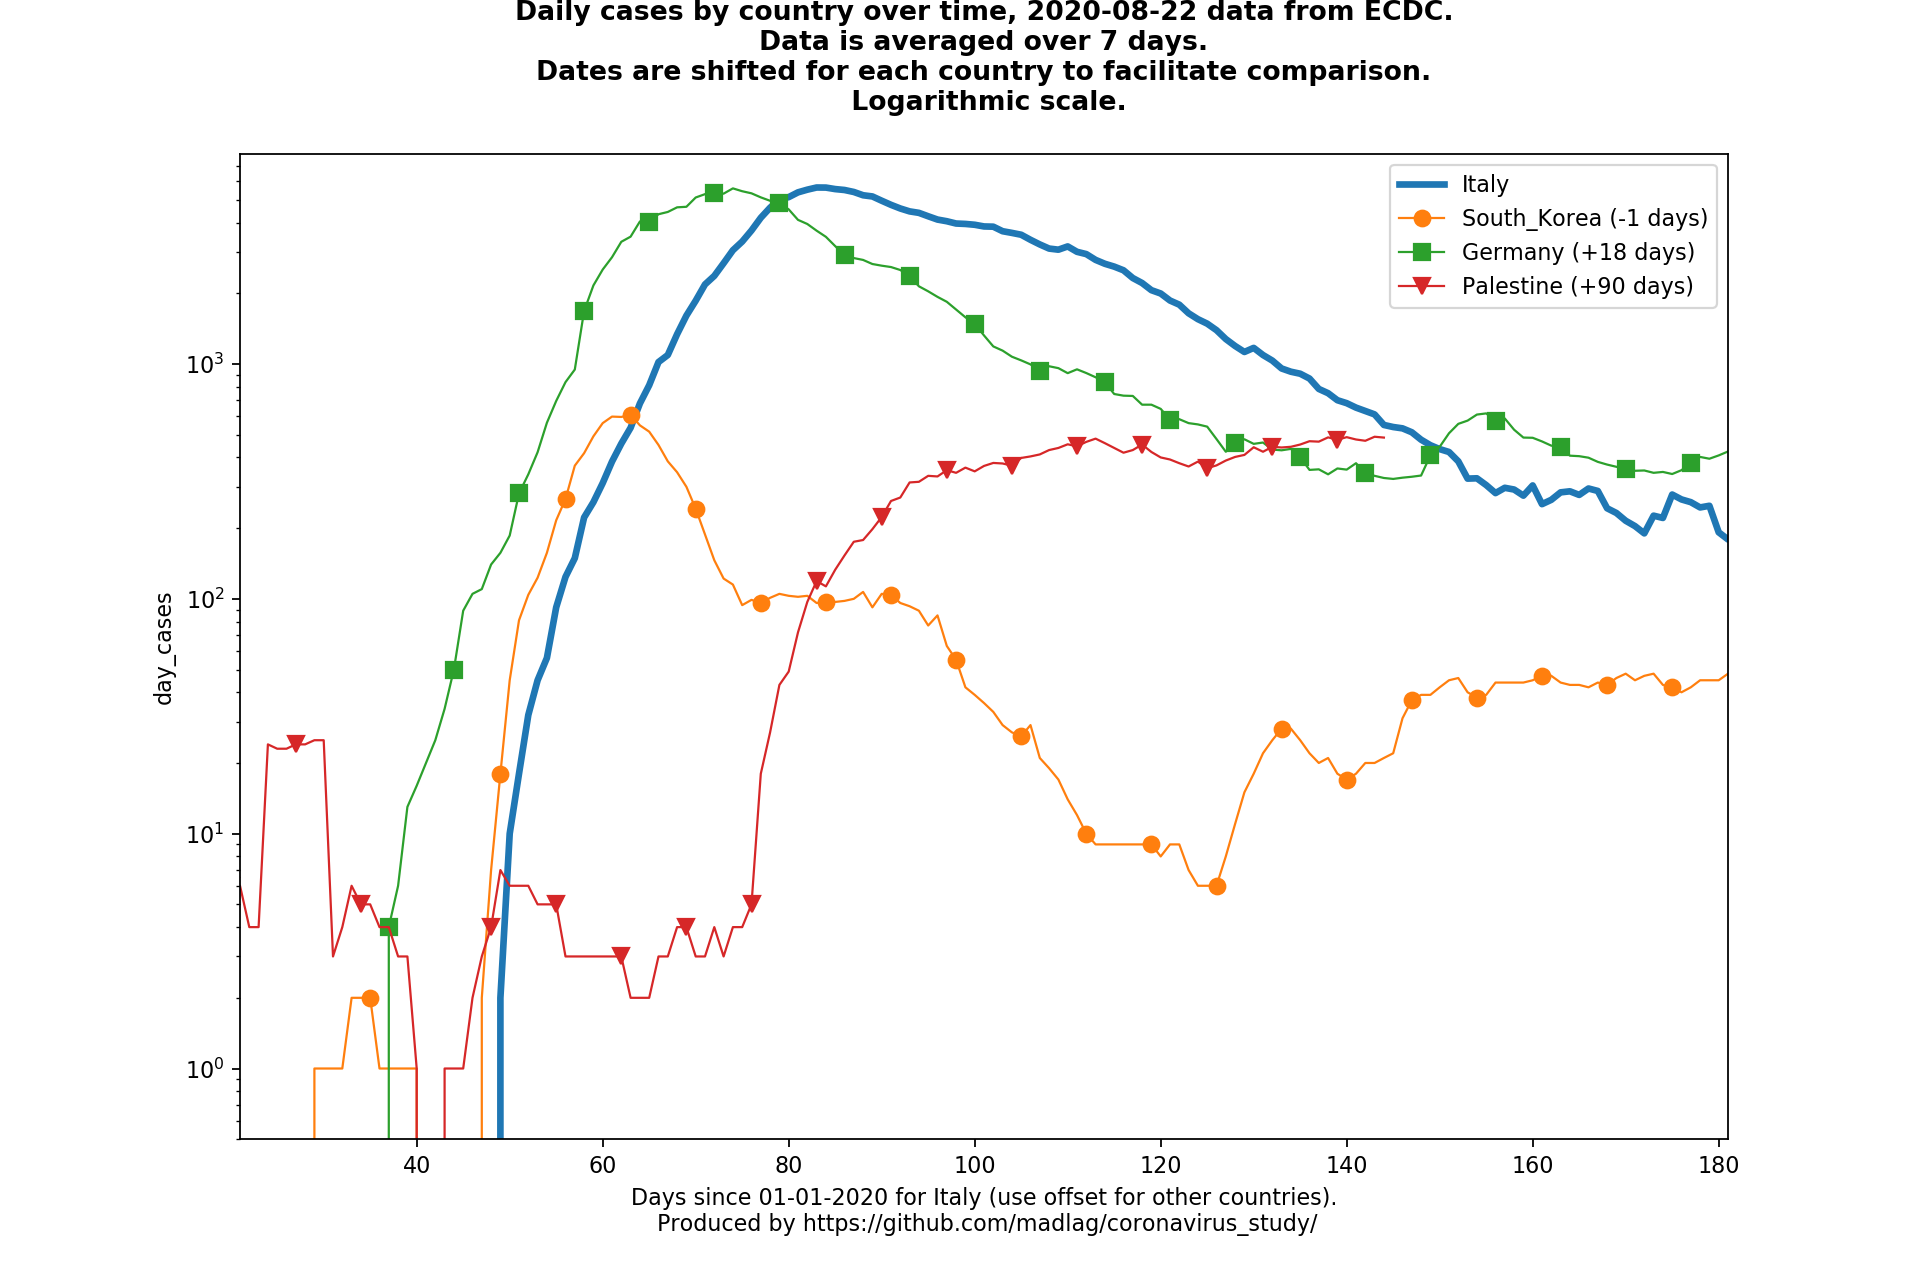 Daily cases by country over time, 2020-08-22 data from ECDC.
Data is averaged over 7 days.
Dates are shifted for each country to facilitate comparison.
Logarithmic scale.
Italy
South_Korea (-1 days)
Germany (+18 days)
Palestine (+90 days)
day_cases
10³
10²
10¹
10⁰
40 60 80 100 120 140 160 180
Days since 01-01-2020 for Italy (use offset for other countries).
Produced by https://github.com/madlag/coronavirus_study/